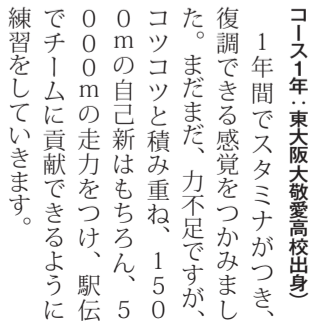 コース1年：東大阪大敬愛高校出身）
1年間でスタミナがつき、
復調できる感覚をつかみまし
た。まだまだ、力不足ですが、
コツコツと積み重ね、150
0mの自己新はもちろん、5
000mの走力をつけ、駅伝
でチームに貢献できるように
練習をしていきます。